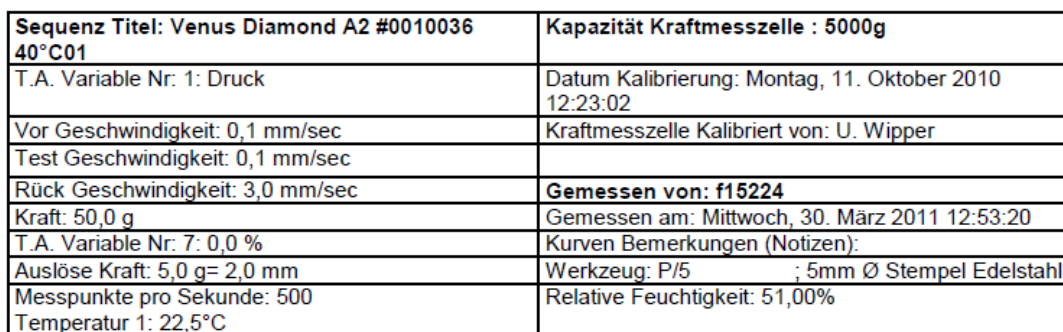 Sequenz Titel: Venus Diamond A2 #0010036
40°C01
Kapazität Kraftmesszelle : 5000g
T.A. Variable Nr: 1: Druck
Datum Kalibrierung: Montag, 11. Oktober 2010
12:23:02
Vor Geschwindigkeit: 0,1 mm/sec
Kraftmesszelle Kalibriert von: U. Wipper
Test Geschwindigkeit: 0,1 mm/sec
Rück Geschwindigkeit: 3,0 mm/sec
Gemessen von: f15224
Kraft: 50,0 g
Gemessen am: Mittwoch, 30. März 2011 12:53:20
T.A. Variable Nr: 7: 0,0 %
Kurven Bemerkungen (Notizen):
Auslöse Kraft: 5,0 g= 2,0 mm
Werkzeug: P/5 ; 5mm Ø Stempel Edelstahl
Messpunkte pro Sekunde: 500
Temperatur 1: 22,5°C
Relative Feuchtigkeit: 51,00%